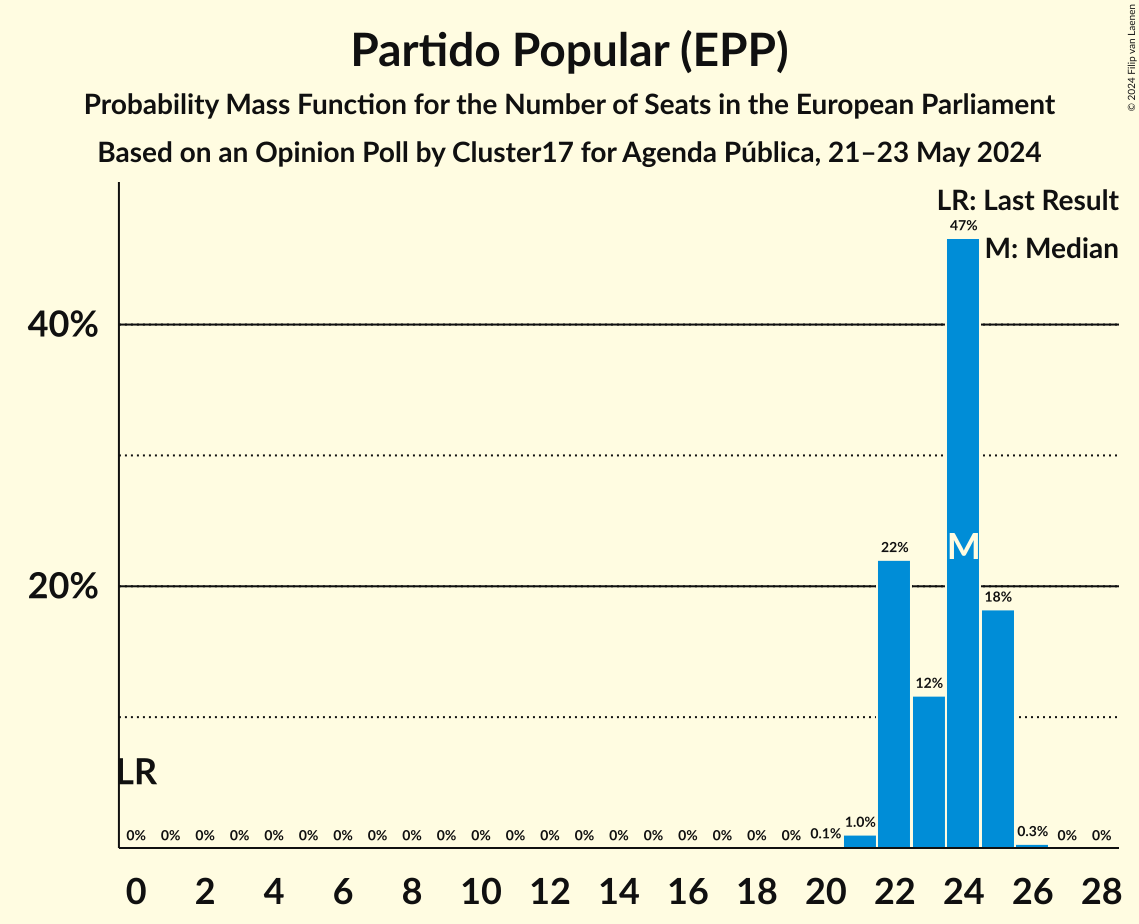 Partido Popular (EPP)
Probability Mass Function for the Number of Seats in the European Parliament
Based on an Opinion Poll by Cluster17 for Agenda Pública, 21–23 May 2024
© 2024 Filip van Laenen
LR: Last Result
M: Median
47%
40%
22%
M
20%
18%
12%
LR
0% 0% 0% 0% 0% 0% 0% 0% 0% 0% 0% 0% 0% 0% 0% 0% 0% 0% 0% 0% 0.1% 1.0% 0.3% 0% 0%
0 2 4 6 8 10 12 14 16 18 20 22 24 26 28